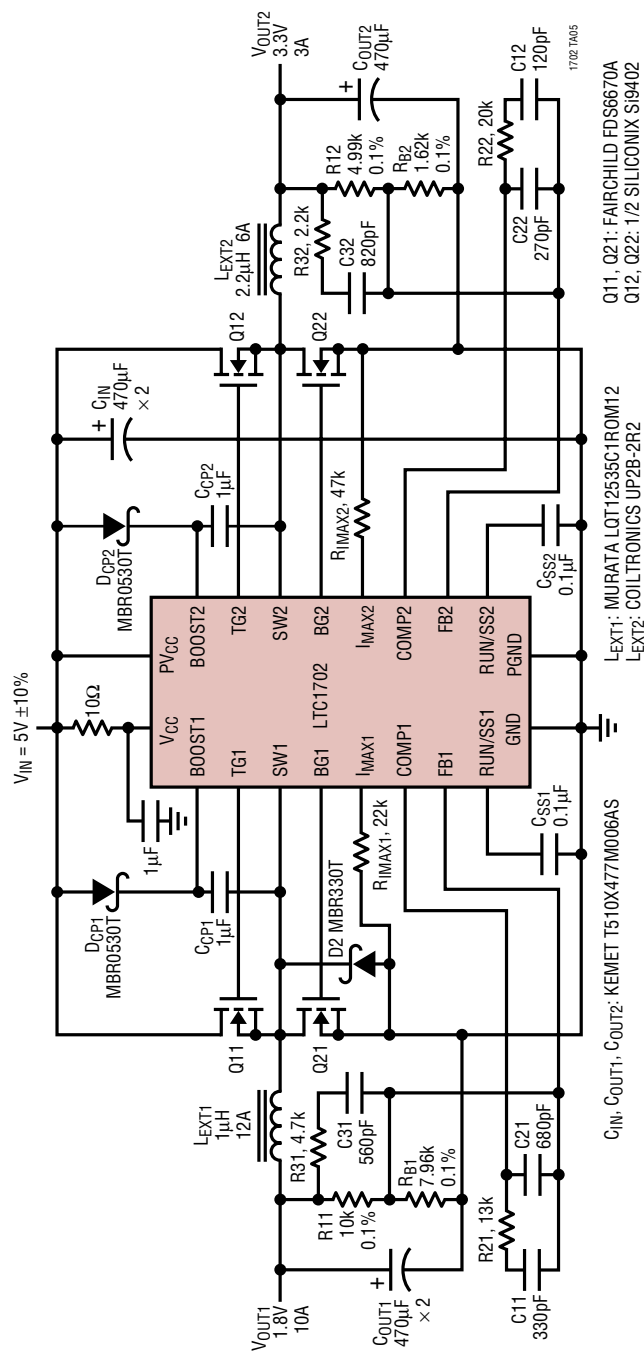 VIN = 5V ±10%
DCP1
MBR0530T
1µF
10Ω
DCP2
MBR0530T
CIN
470µF
× 2
+
CCP1
1µF
CCP2
1µF
VCC
PVCC
BOOST1
BOOST2
TG1
TG2
SW1
SW2
BG1
BG2
LTC1702
IMAX1
IMAX2
COMP1
COMP2
FB1
FB2
RUN/SS1
RUN/SS2
GND
PGND
Q11
Q21
D2 MBR330T
RIMAX1, 22k
CSS1
0.1µF
LEXT1
1µH
12A
VOUT1
1.8V
10A
R31, 4.7k
C31
560pF
R11
10k
0.1%
RB1
7.96k
0.1%
+
COUT1
470µF
× 2
R21, 13k
C21
680pF
C11
330pF
Q12
Q22
RIMAX2, 47k
CSS2
0.1µF
LEXT2
2.2µH 6A
VOUT2
3.3V
3A
R32, 2.2k
C32
820pF
R12
4.99k
0.1%
RB2
1.62k
0.1%
+
COUT2
470µF
R22, 20k
C22
270pF
C12
120pF
1702 TA05
CIN, COUT1, COUT2: KEMET T510X477M006AS
LEXT1: MURATA LQT12535C1ROM12
LEXT2: COILTRONICS UP2B-2R2
Q11, Q21: FAIRCHILD FDS6670A
Q12, Q22: 1/2 SILICONIX Si9402